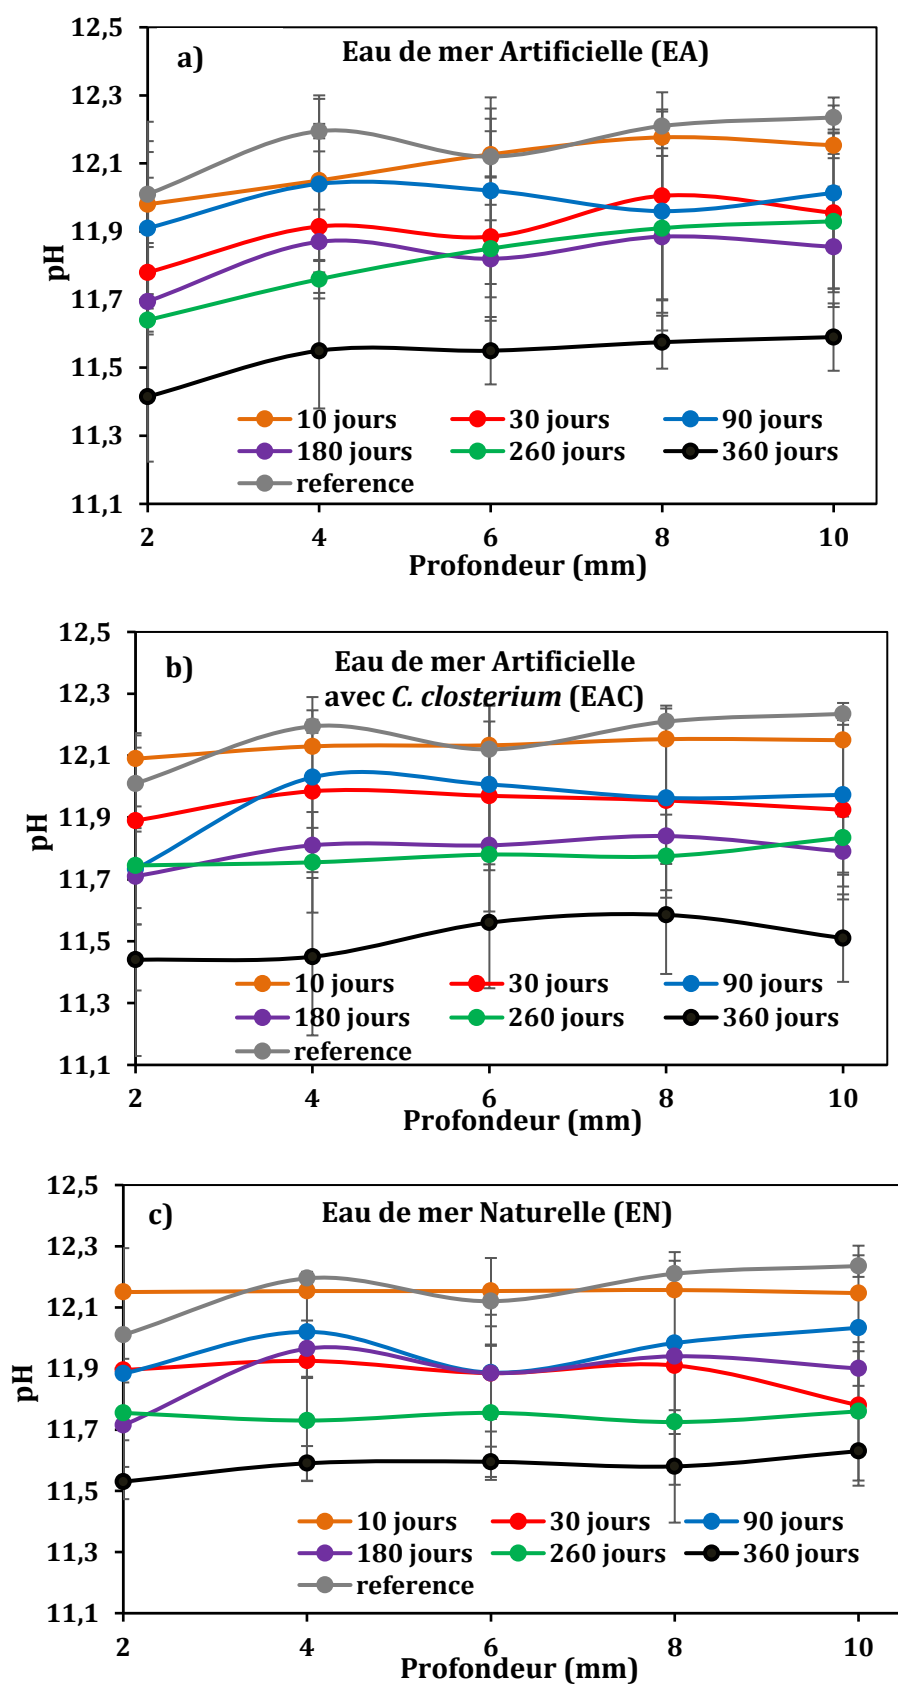 a)
Eau de mer Artificielle (EA)
12,5
12,3
12,1
11,9
11,7
11,5
11,3
11,1
pH
10 jours
30 jours
90 jours
180 jours
260 jours
360 jours
reference
2
4
6
8
10
Profondeur (mm)
b)
Eau de mer Artificielle
avec C. closterium (EAC)
12,5
12,3
12,1
11,9
11,7
11,5
11,3
11,1
pH
10 jours
30 jours
90 jours
180 jours
260 jours
360 jours
reference
2
4
6
8
10
Profondeur (mm)
c)
Eau de mer Naturelle (EN)
12,5
12,3
12,1
11,9
11,7
11,5
11,3
11,1
pH
10 jours
30 jours
90 jours
180 jours
260 jours
360 jours
reference
2
4
6
8
10
Profondeur (mm)